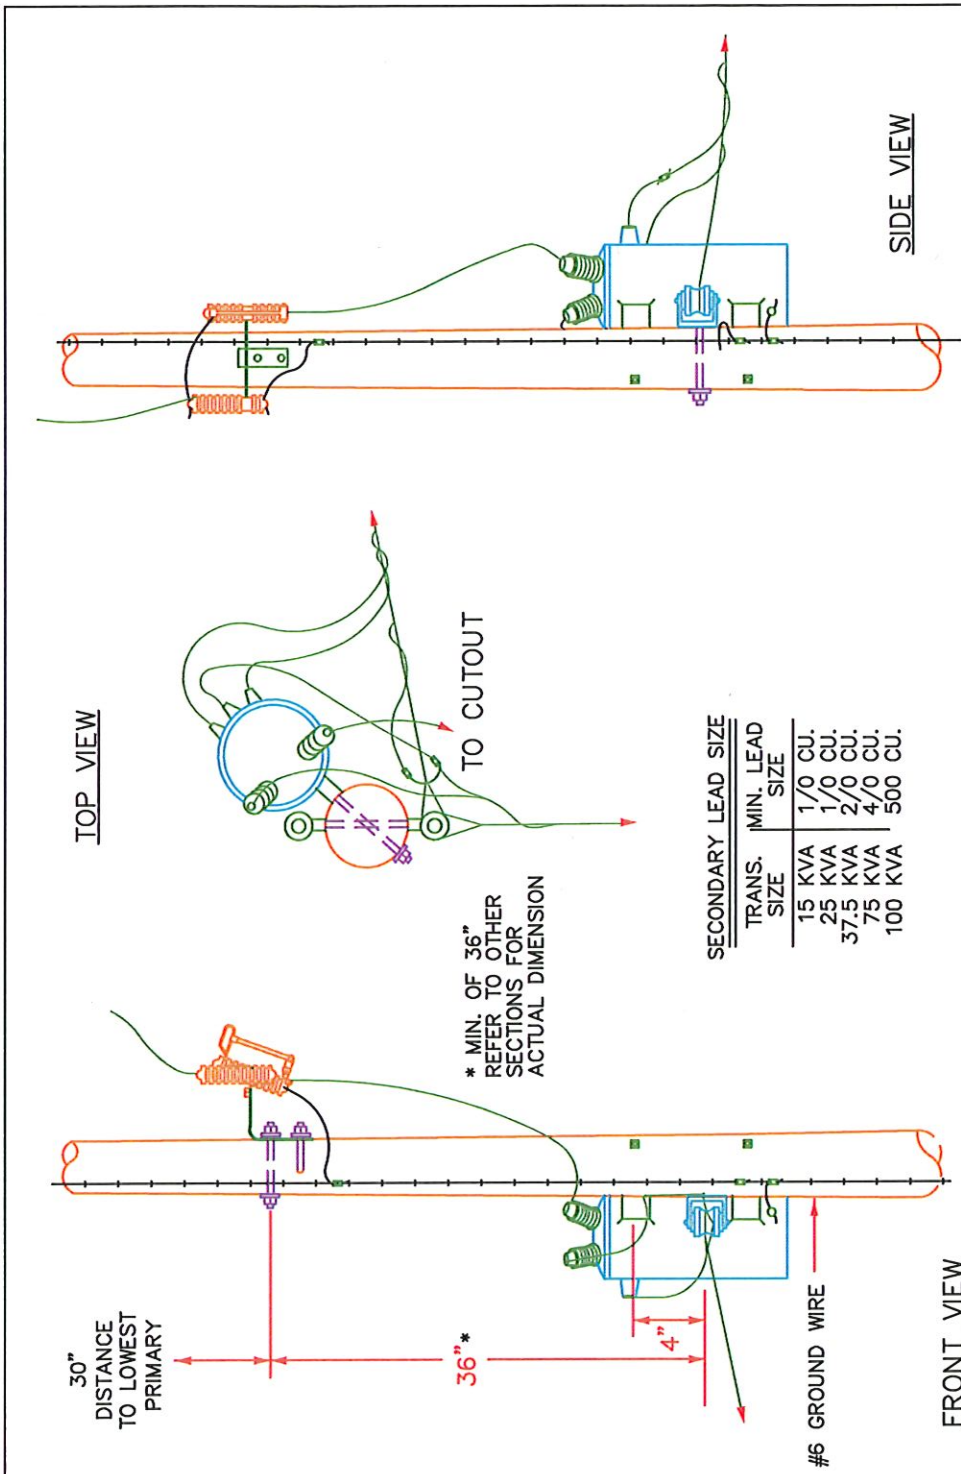 30"
DISTANCE
TO LOWEST
PRIMARY
36"*
4"
#6 GROUND WIRE
FRONT VIEW
* MIN. OF 36"
REFER TO OTHER
SECTIONS FOR
ACTUAL DIMENSION
TOP VIEW
TO CUTOUT
SECONDARY LEAD SIZE
TRANS. SIZE MIN. LEAD SIZE
15 KVA 1/0 CU.
25 KVA 1/0 CU.
37.5 KVA 2/0 CU.
75 KVA 4/0 CU.
100 KVA 500 CU.
SIDE VIEW